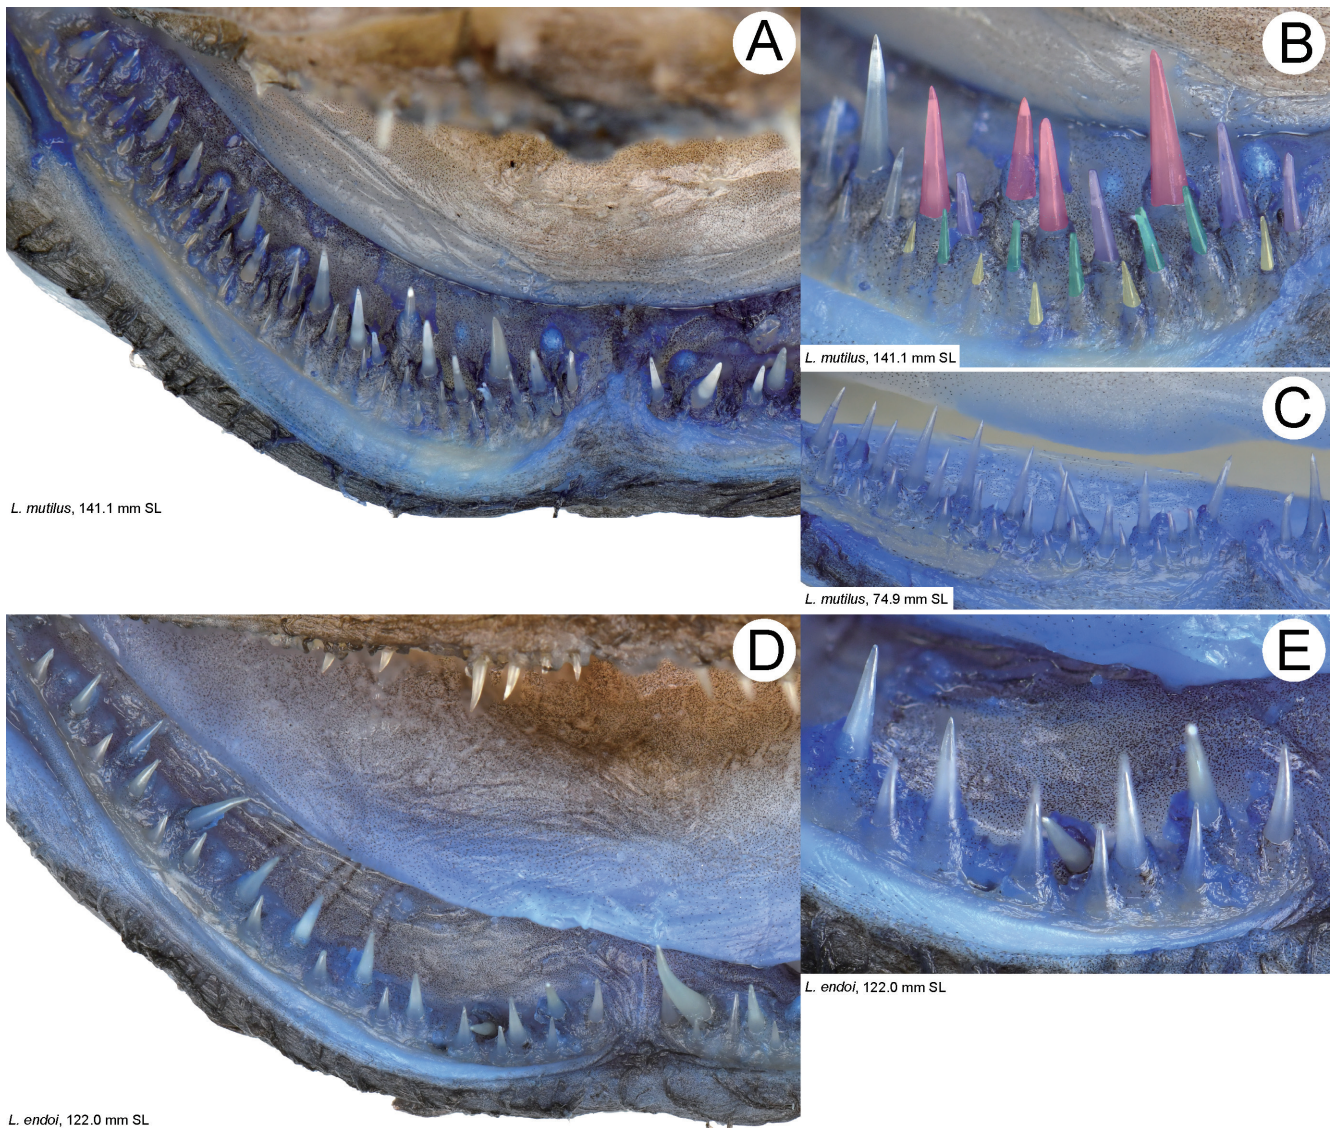 A
B
L. mutilus, 141.1 mm SL
C
L. mutilus, 141.1 mm SL
L. mutilus, 74.9 mm SL
D
E
L. endoi, 122.0 mm SL
L. endoi, 122.0 mm SL